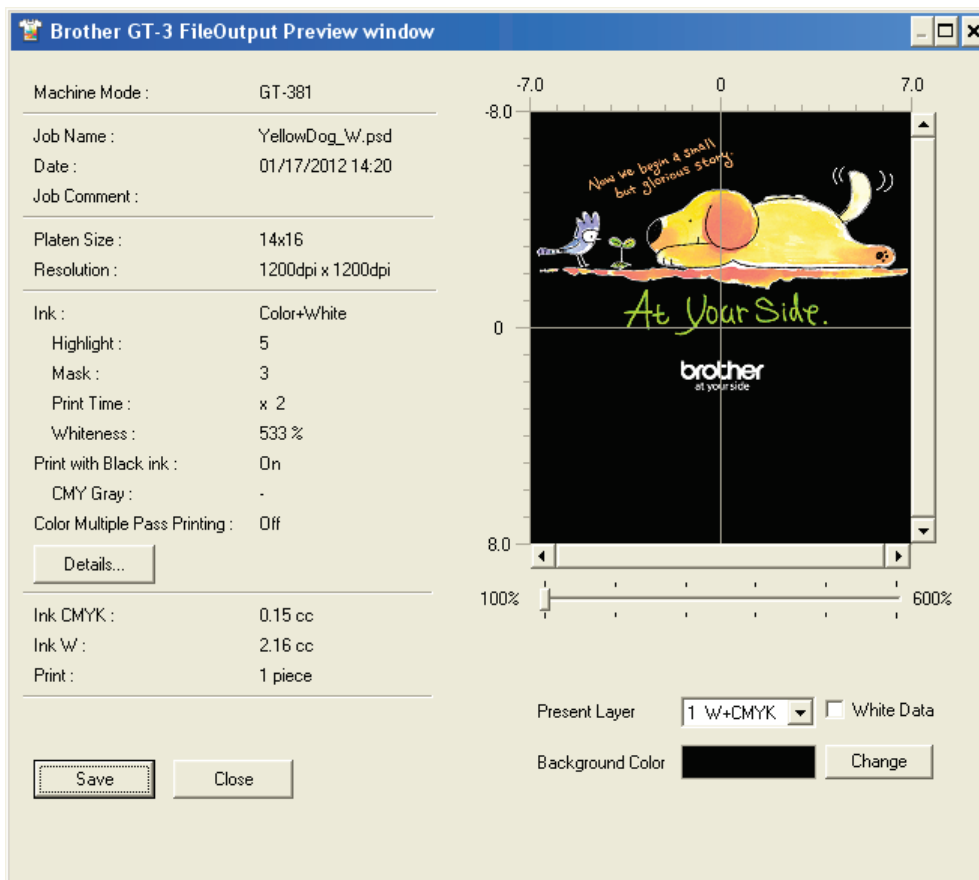 Brother GT-3 FileOutput Preview window
Machine Mode : GT-381
Job Name : YellowDog_W.psd
Date : 01/17/2012 14:20
Job Comment :
Platen Size : 14x16
Resolution : 1200dpi x 1200dpi
Ink : Color+White
Highlight : 5
Mask : 3
Print Time : x 2
Whiteness : 533 %
Print with Black ink : On
CMY Gray : -
Color Multiple Pass Printing : Off
Details...
Ink CMYK : 0.15 cc
Ink W : 2.16 cc
Print : 1 piece
Save Close
-7.0 0 7.0
-8.0
Now we begin a small
but glorious story.
At Your Side.
0
brother
at your side
8.0
100% 600%
Present Layer 1 W+CMYK White Data
Background Color Change